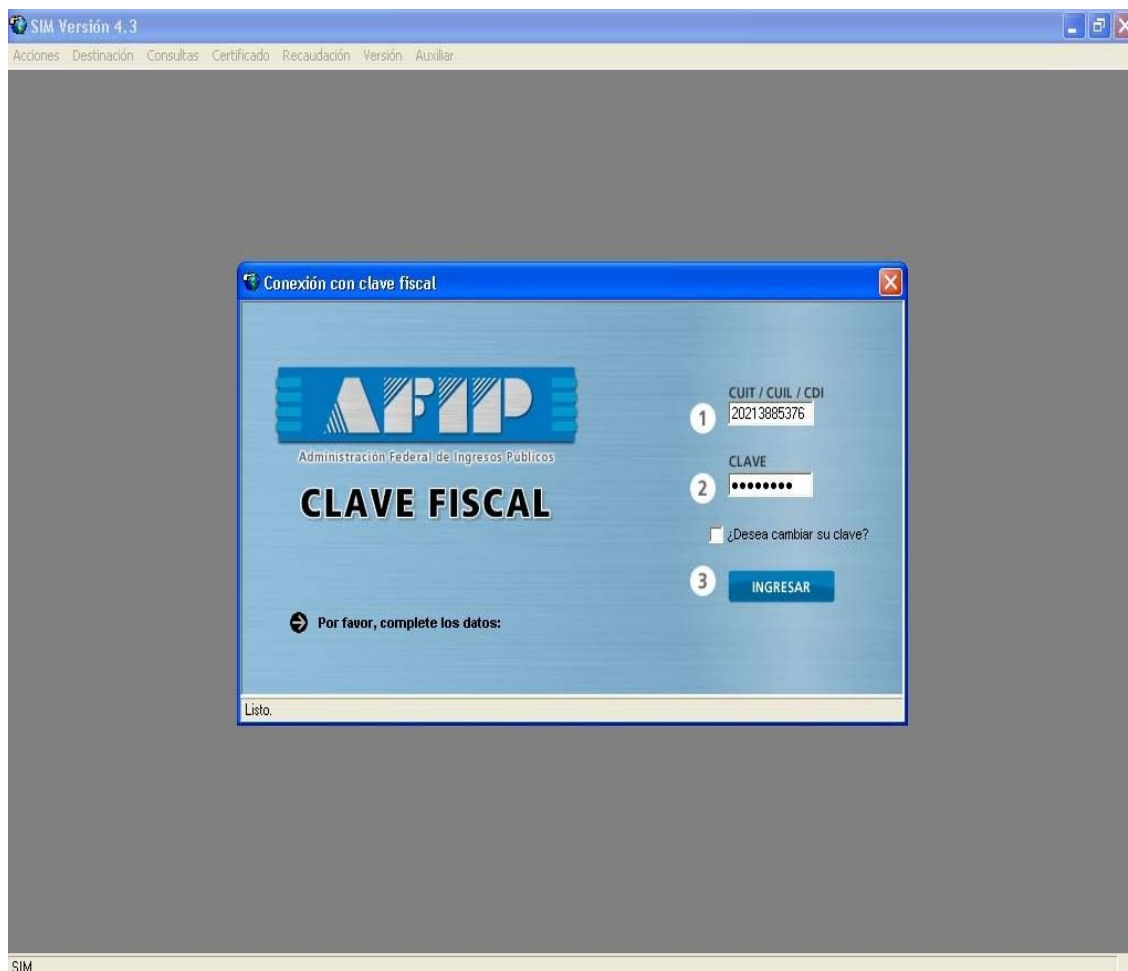 SIM Versión 4.3
Acciones Destinación Consultas Certificado Recaudación Versión Auxiliar
Conexión con clave fiscal
AFIP
Administración Federal de Ingresos Públicos
CLAVE FISCAL
Por favor, complete los datos:
CUIT / CUIL / CDI
1 20213885376
CLAVE
2 ••••••••
¿Desea cambiar su clave?
3 INGRESAR
Listo.
SIM